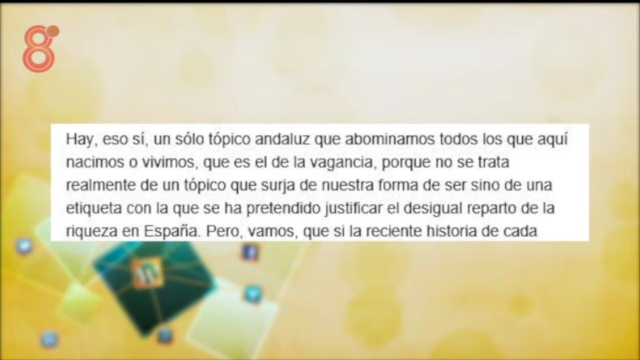 8
Hay, eso sí, un sólo tópico andaluz que abominamos todos los que aquí
nacimos o vivimos, que es el de la vagancia, porque no se trata
realmente de un tópico que surja de nuestra forma de ser sino de una
etiqueta con la que se ha pretendido justificar el desigual reparto de la
riqueza en España. Pero, vamos, que si la reciente historia de cada